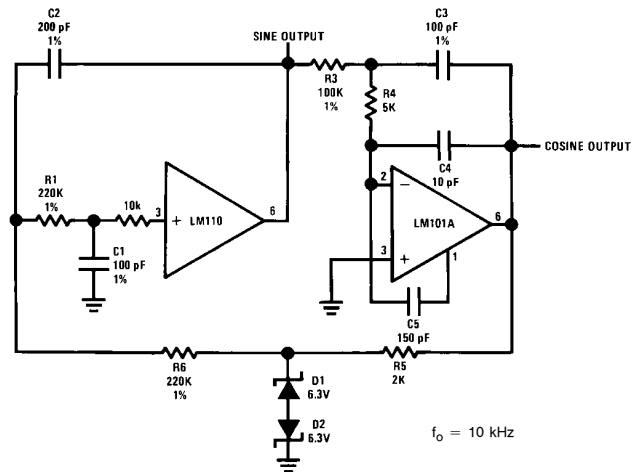 C2
200 pF
1%
SINE OUTPUT
C3
100 pF
1%
R3
100K
1%
R4
5K
C4
10 pF
COSINE OUTPUT
R1
220K
1%
10k
3
+
LM110
6
C1
100 pF
1%
2
−
LM101A
6
3
+
1
C5
150 pF
R6
220K
1%
R5
2K
D1
6.3V
D2
6.3V
fo = 10 kHz